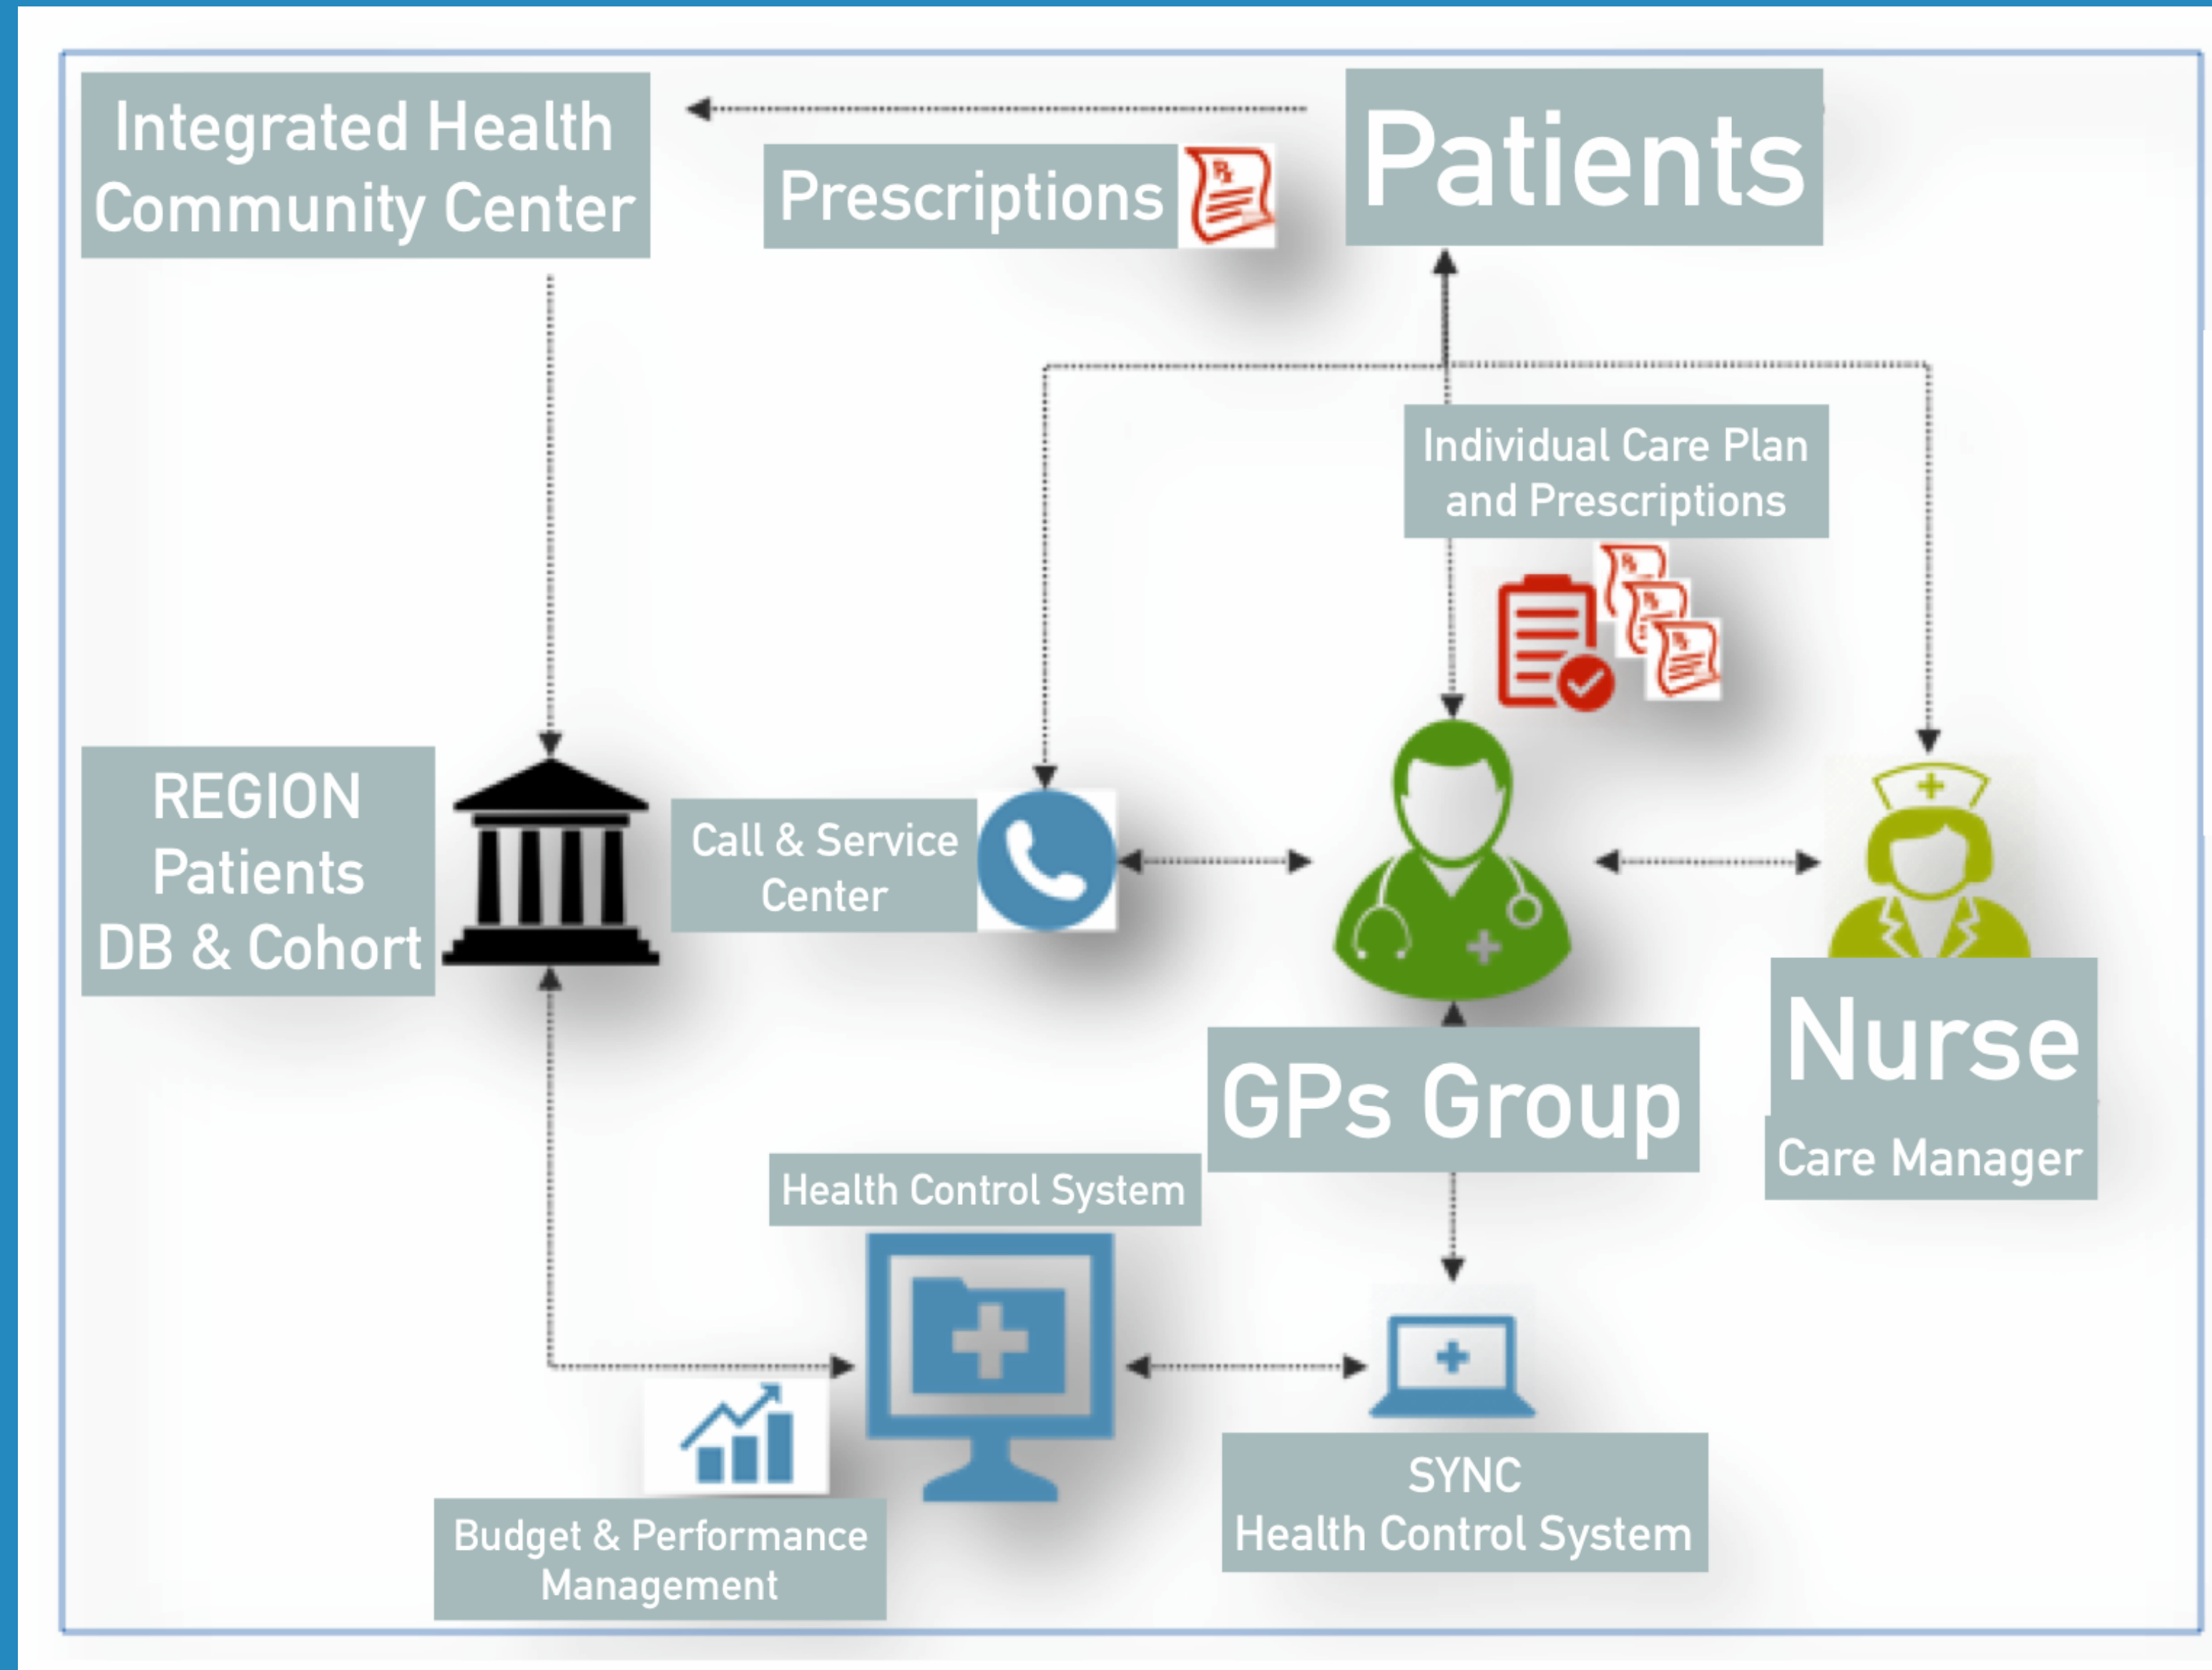 Integrated Health
Community Center
Prescriptions
Patients
Individual Care Plan
and Prescriptions
REGION
Patients
DB & Cohort
Call & Service
Center
GPs Group
Nurse
Care Manager
Health Control System
SYNC
Health Control System
Budget & Performance
Management